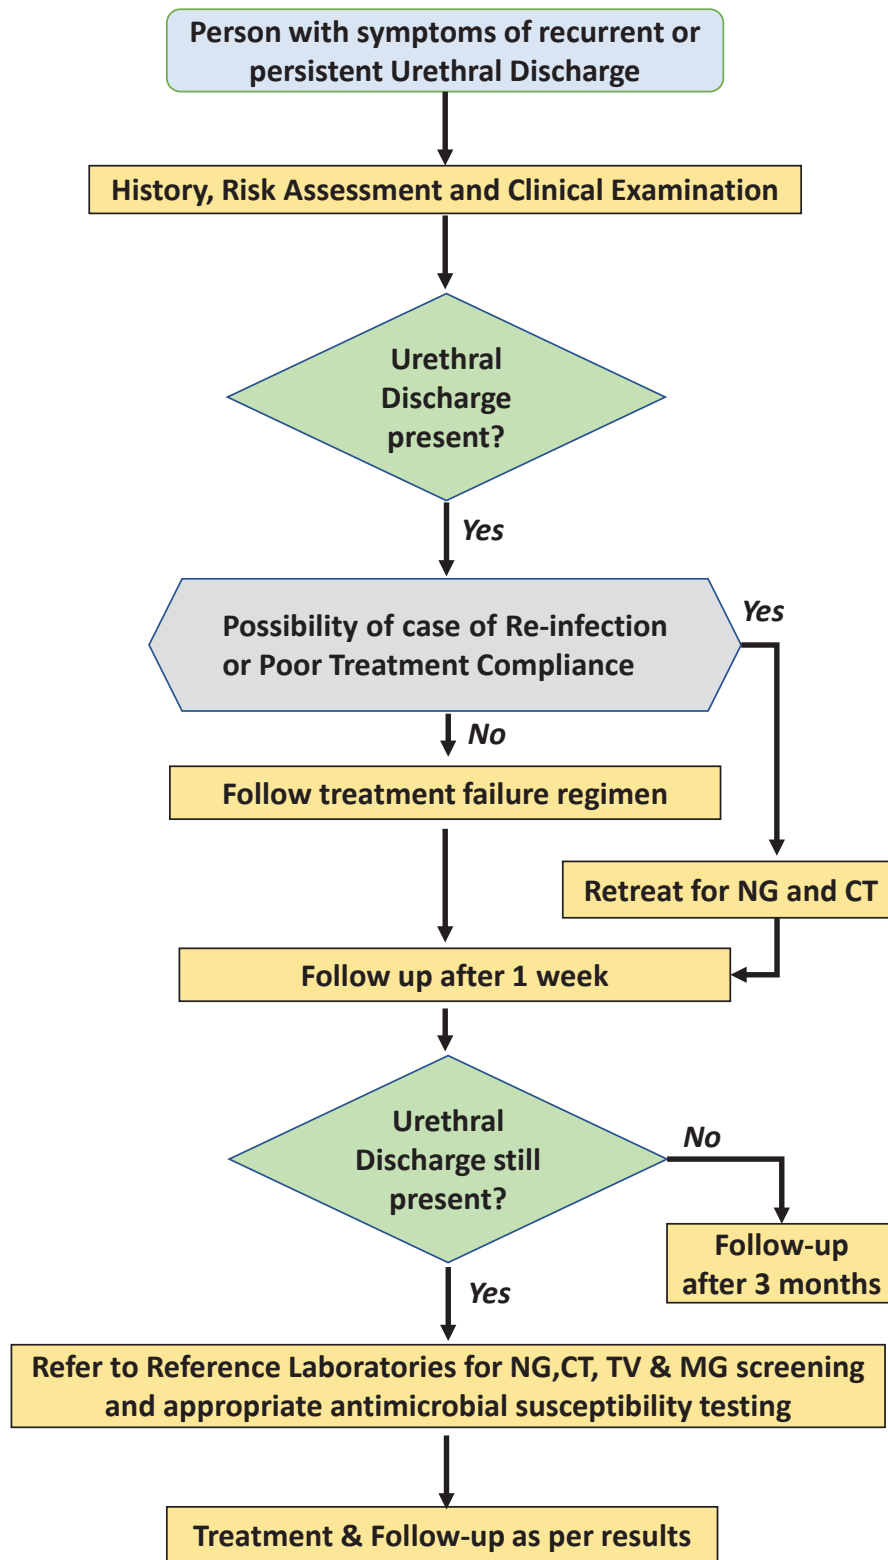 Person with symptoms of recurrent or
persistent Urethral Discharge
History, Risk Assessment and Clinical Examination
Urethral
Discharge
present?
Yes
Possibility of case of Re-infection
or Poor Treatment Compliance
Yes
No
Follow treatment failure regimen
Retreat for NG and CT
Follow up after 1 week
Urethral
Discharge still
present?
No
Follow-up
after 3 months
Yes
Refer to Reference Laboratories for NG,CT, TV & MG screening
and appropriate antimicrobial susceptibility testing
Treatment & Follow-up as per results